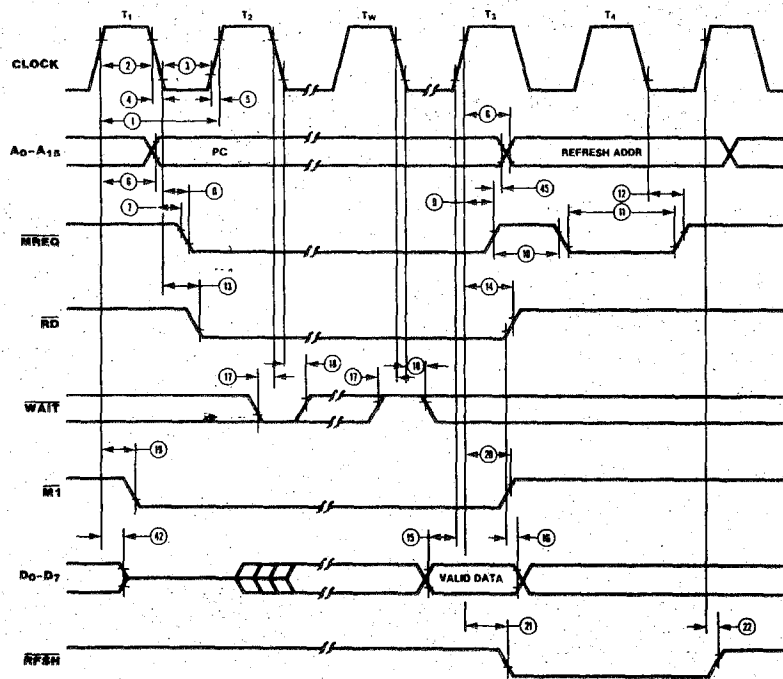 T1 T2 TW T3 T4
CLOCK
2 3
4 5
1 6
A0–A15 PC REFRESH ADDR
6 8 45 12
7 9 11
MREQ 10
13 14
RD
17 18 17 18
WAIT
19 20
M1
42 15 16
D0–D7 VALID DATA
21 22
RFSH